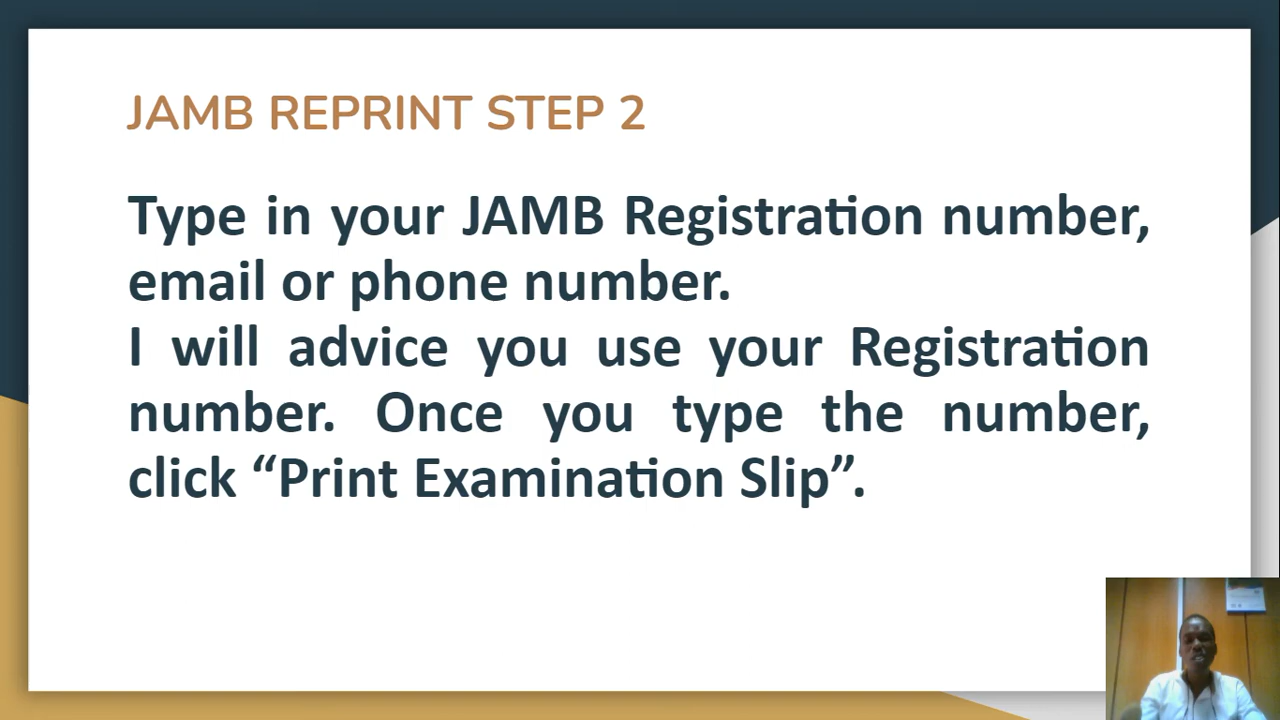 JAMB REPRINT STEP 2
Type in your JAMB Registration number,
email or phone number.
I will advice you use your Registration
number. Once you type the number,
click “Print Examination Slip”.